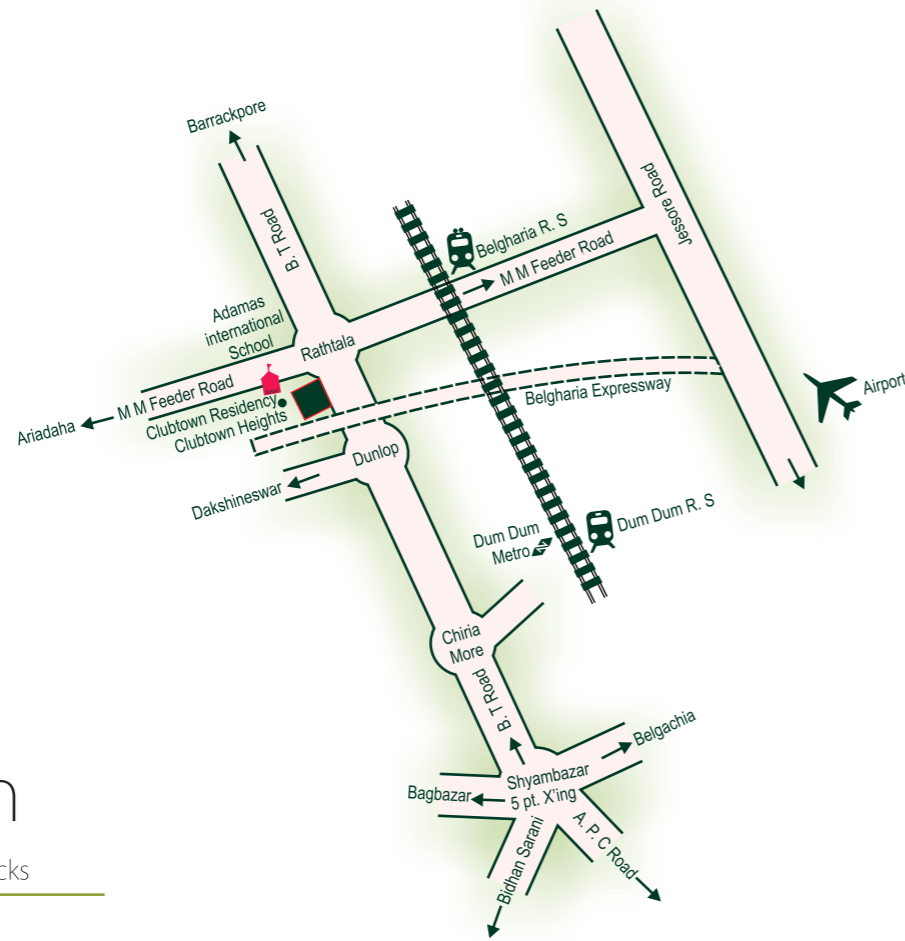 Barrackpore
B. T Road
Jessore Road
Belgharia R. S
M M Feeder Road
Adamas
international
School
Rathtala
M M Feeder Road
Ariadaha
Clubtown Residency
Clubtown Heights
Belgharia Expressway
Airport
Dunlop
Dakshineswar
Dum Dum R. S
Dum Dum
Metro
Chiria
More
B. T Road
Belgachia
Shyambazar
5 pt. X'ing
Bagbazar
Bidhan Sarani
A. P. C Road
n
cks